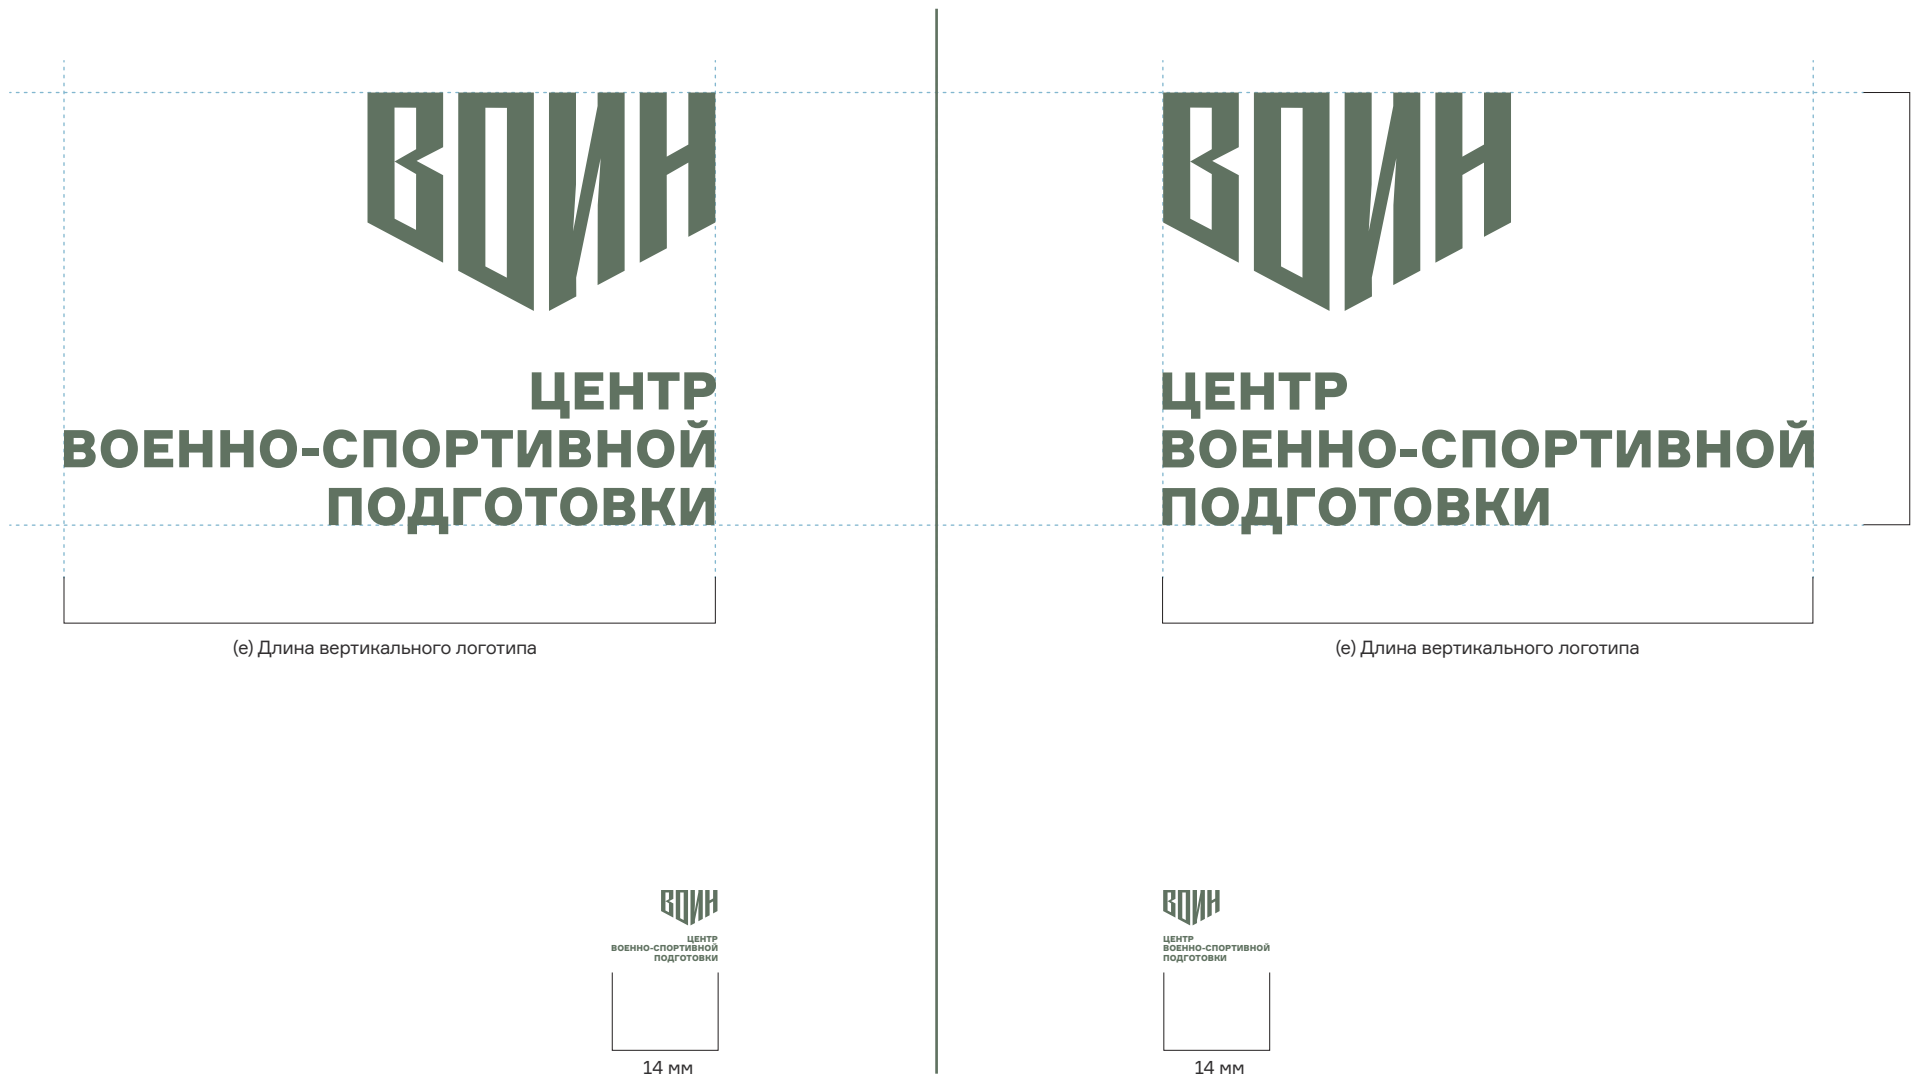 ВОИН
ЦЕНТР
ВОЕННО-СПОРТИВНОЙ
ПОДГОТОВКИ
(e) Длина вертикального логотипа
ВОИН
ЦЕНТР
ВОЕННО-СПОРТИВНОЙ
ПОДГОТОВКИ
14 мм
ВОИН
ЦЕНТР
ВОЕННО-СПОРТИВНОЙ
ПОДГОТОВКИ
(e) Длина вертикального логотипа
ВОИН
ЦЕНТР
ВОЕННО-СПОРТИВНОЙ
ПОДГОТОВКИ
14 мм